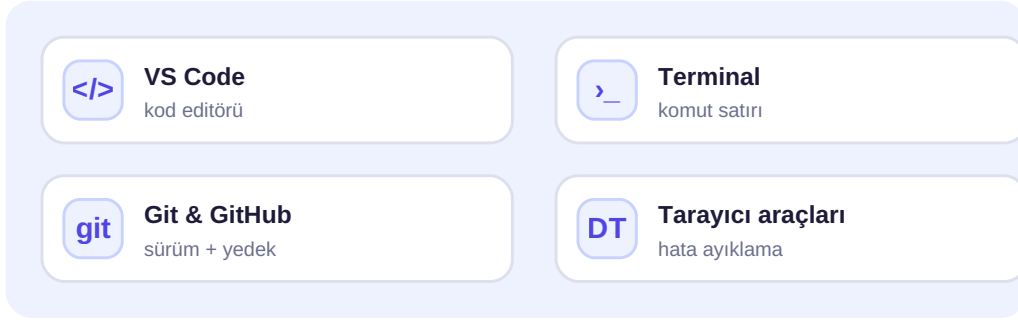 </>
VS Code
kod editörü
›_
Terminal
komut satırı
git
Git & GitHub
sürüm + yedek
DT
Tarayıcı araçları
hata ayıklama